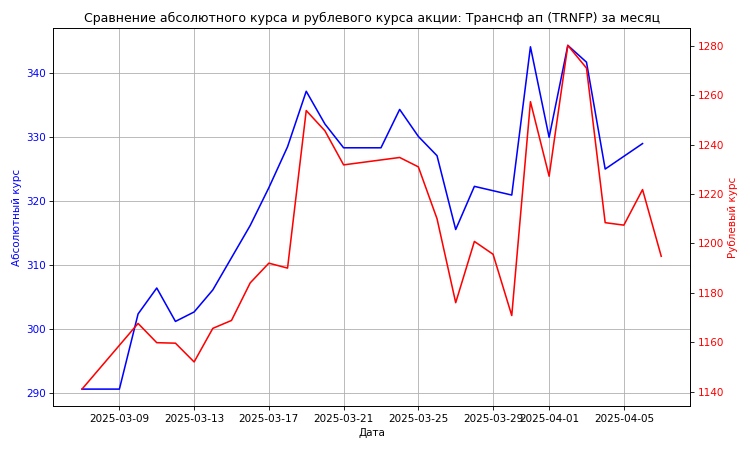 Сравнение абсолютного курса и рублевого курса акции: Транснф ап (TRNFP) за месяц
Абсолютный курс
340
330
320
310
300
290
1280
1260
1240
1220
1200
1180
1160
1140
Рублевый курс
2025-03-09 2025-03-13 2025-03-17 2025-03-21 2025-03-25 2025-03-29 2025-04-01 2025-04-05
Дата